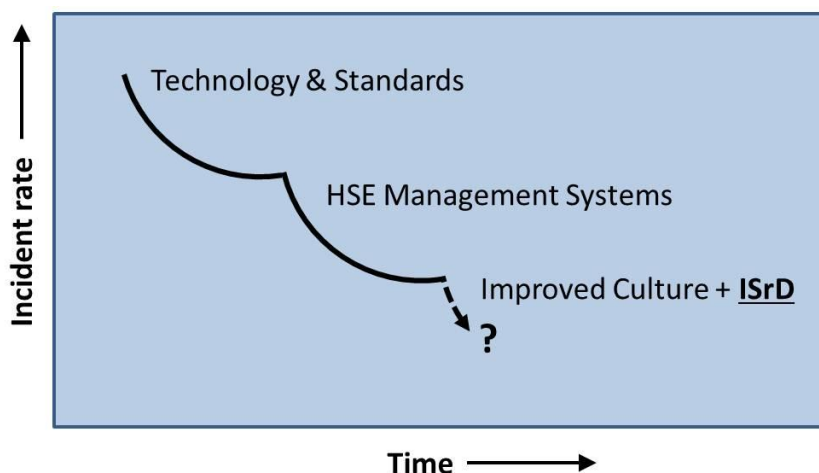 Technology & Standards
HSE Management Systems
Improved Culture + ISrD
?
Incident rate
Time